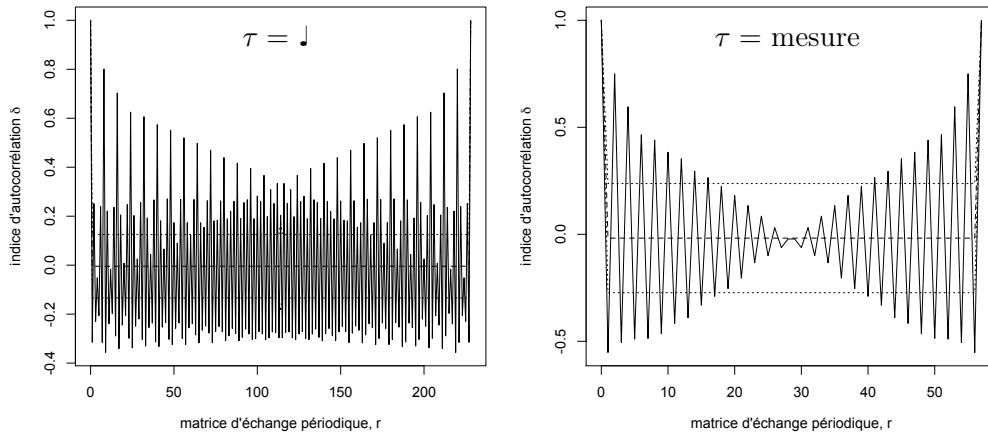 τ = ♩
1.0
0.8
0.6
0.4
0.2
0.0
-0.2
-0.4
indice d'autocorrélation δ
0 50 100 150 200
matrice d'échange périodique, r
τ = mesure
1.0
0.5
0.0
-0.5
indice d'autocorrélation δ
0 10 20 30 40 50
matrice d'échange périodique, r